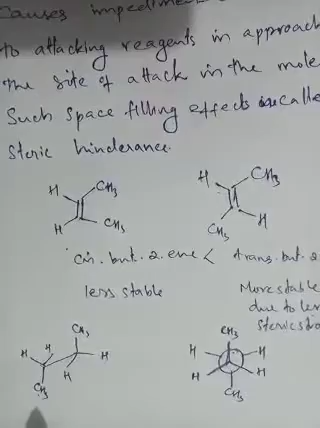 causes impedime
to attacking reagents in approach
the site of attack in the mole
Such space filling effects are calle
steric hinderance.
H CH3 H CH3
H CH3 CH3 H
Cis. but. 2. ene < trans. but. 2
less stable More stable
due to les
steric stra
CH3 CH3
H H H H H
H H H
CH3 CH3